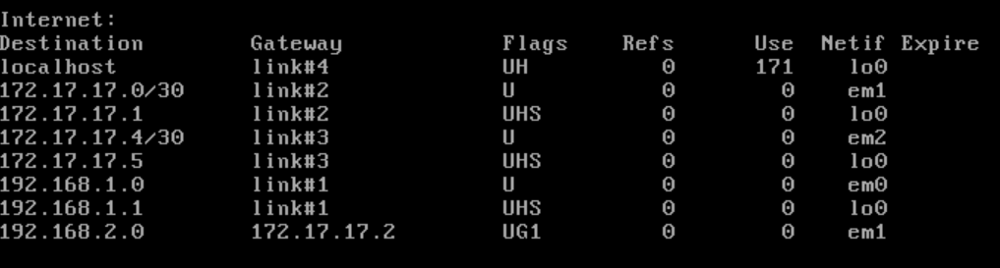 Internet:
Destination Gateway Flags Refs Use Netif Expire
localhost link#4 UH 0 171 lo0
172.17.17.0/30 link#2 U 0 0 em1
172.17.17.1 link#2 UHS 0 0 lo0
172.17.17.4/30 link#3 U 0 0 em2
172.17.17.5 link#3 UHS 0 0 lo0
192.168.1.0 link#1 U 0 0 em0
192.168.1.1 link#1 UHS 0 0 lo0
192.168.2.0 172.17.17.2 UG1 0 0 em1